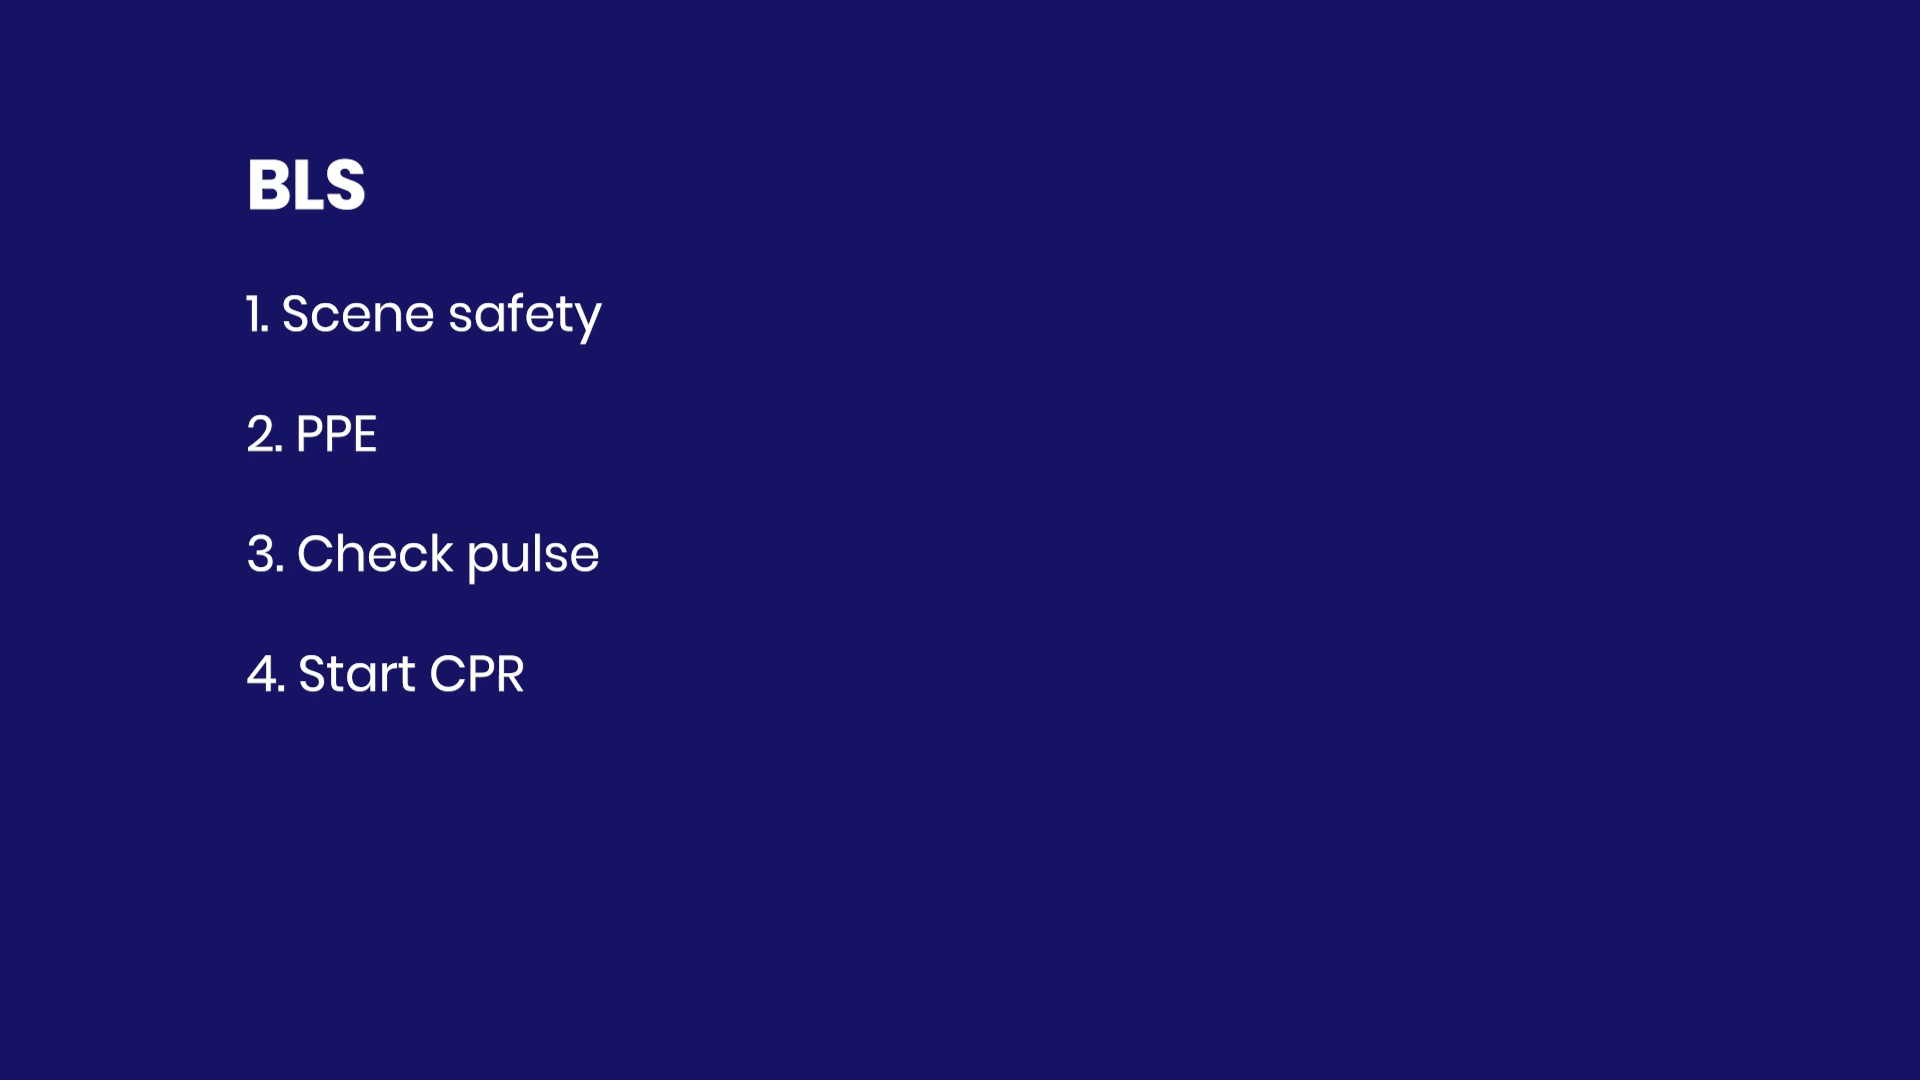 BLS
1. Scene safety
2. PPE
3. Check pulse
4. Start CPR